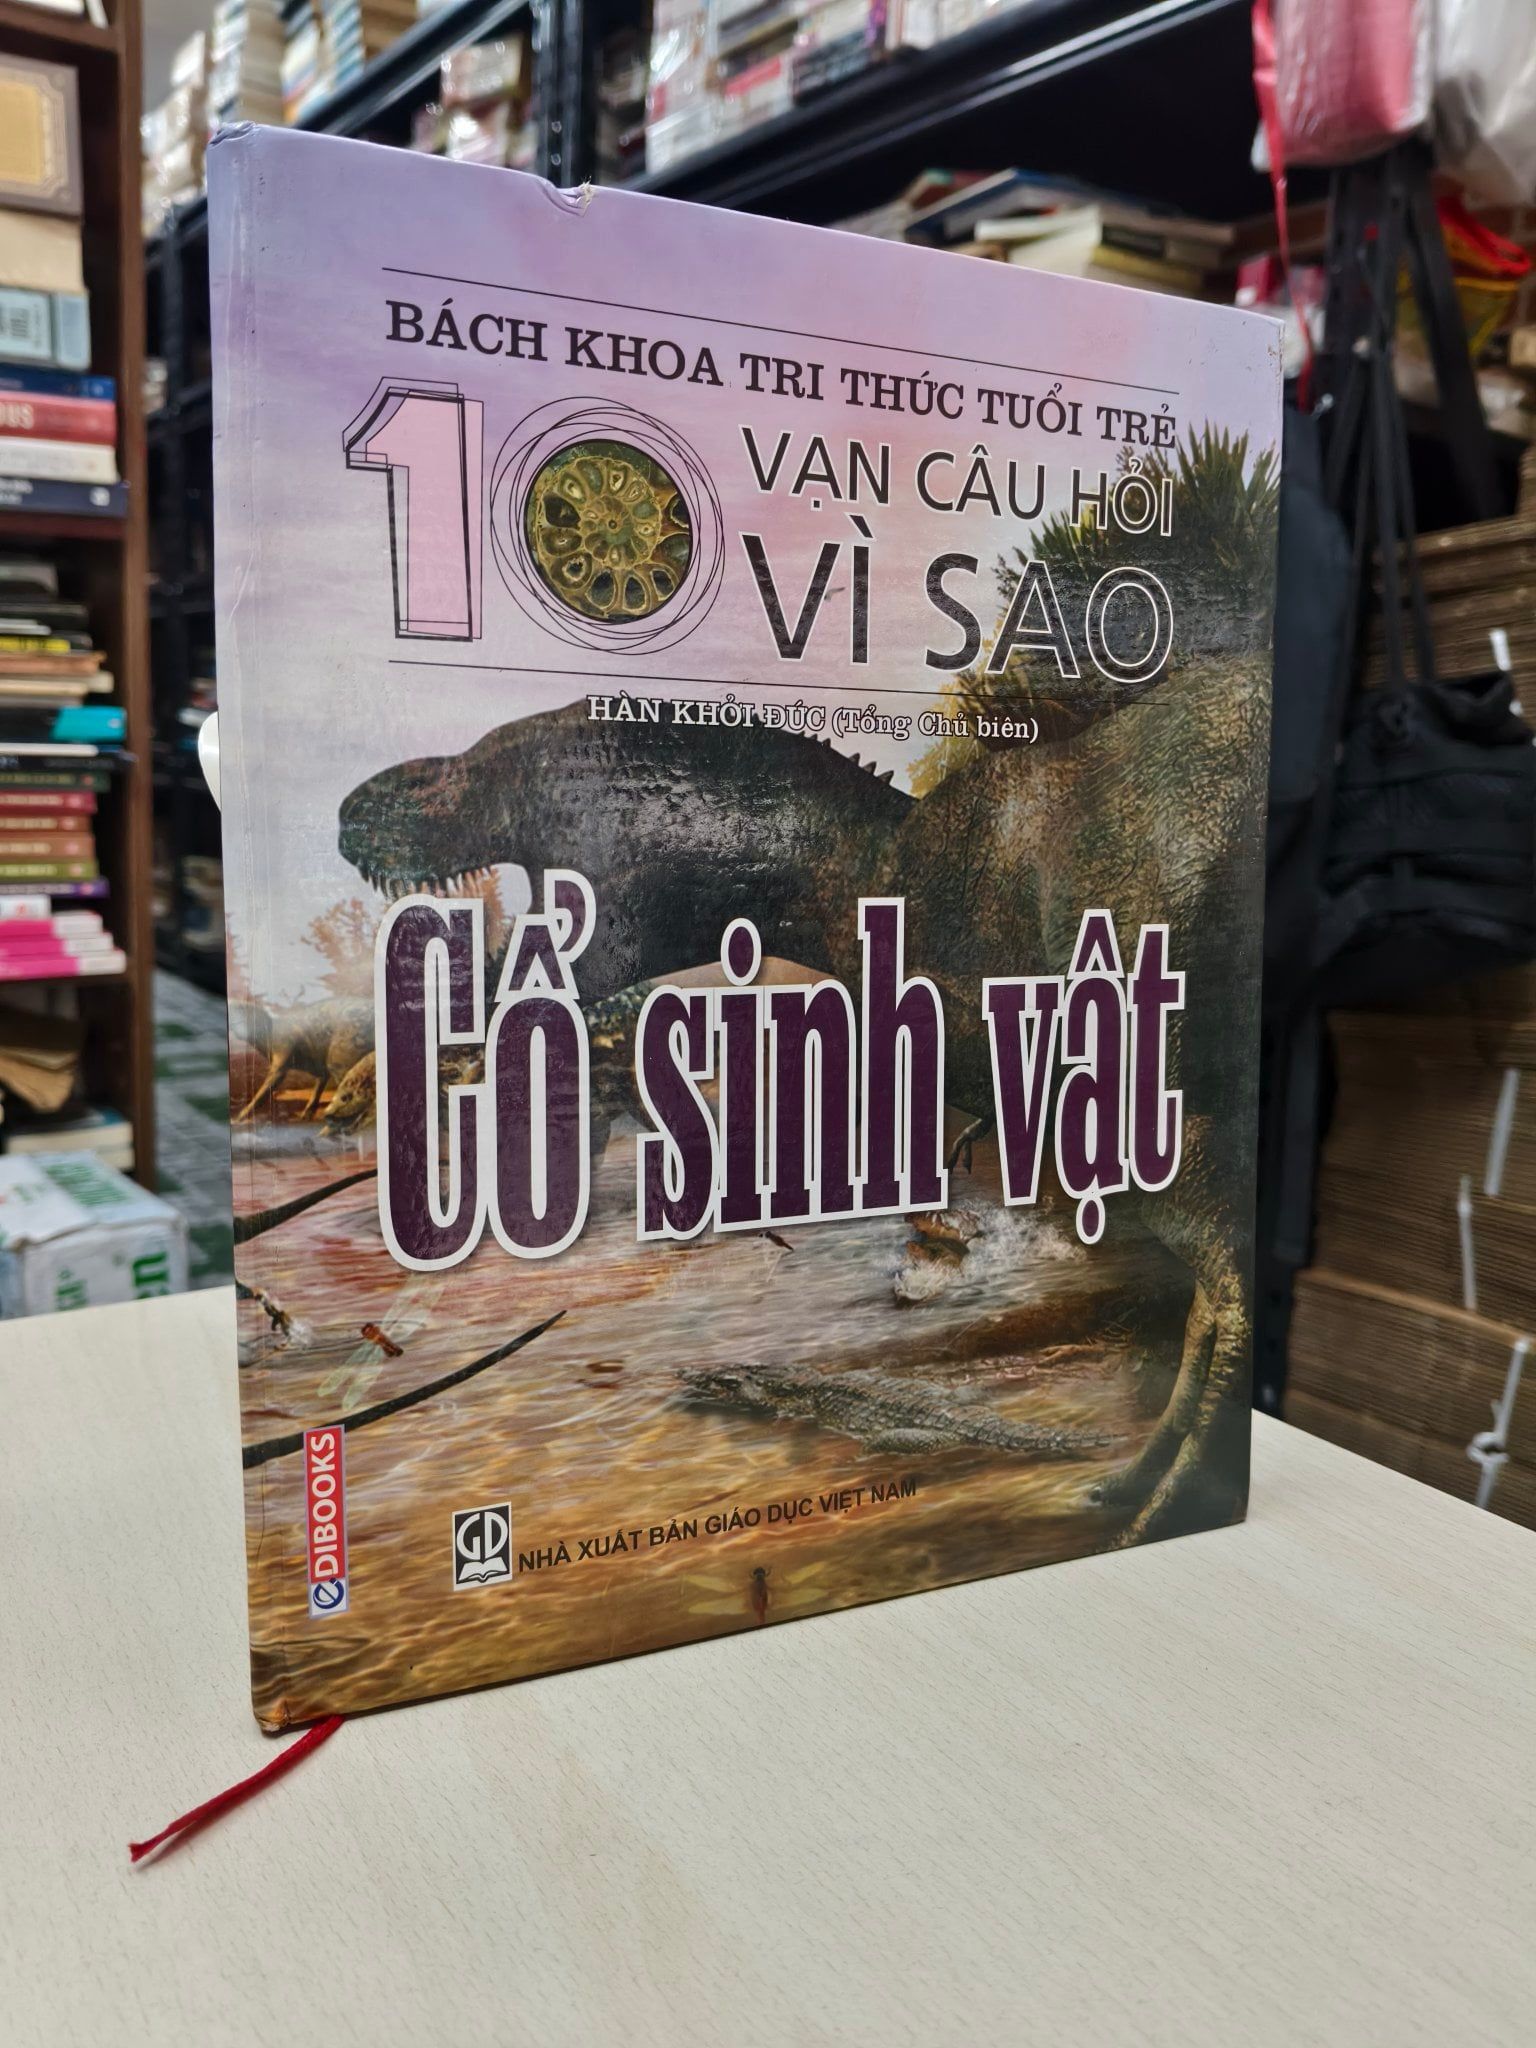 BÁCH KHOA TRI THỨC TUỔI TRẺ
10 VẠN CÂU HỎI
VÌ SAO
HÀN KHỞI ĐỨC (Tổng Chủ biên)
Cổ sinh vật
EDIBOOKS
GD
NHÀ XUẤT BẢN GIÁO DỤC VIỆT NAM